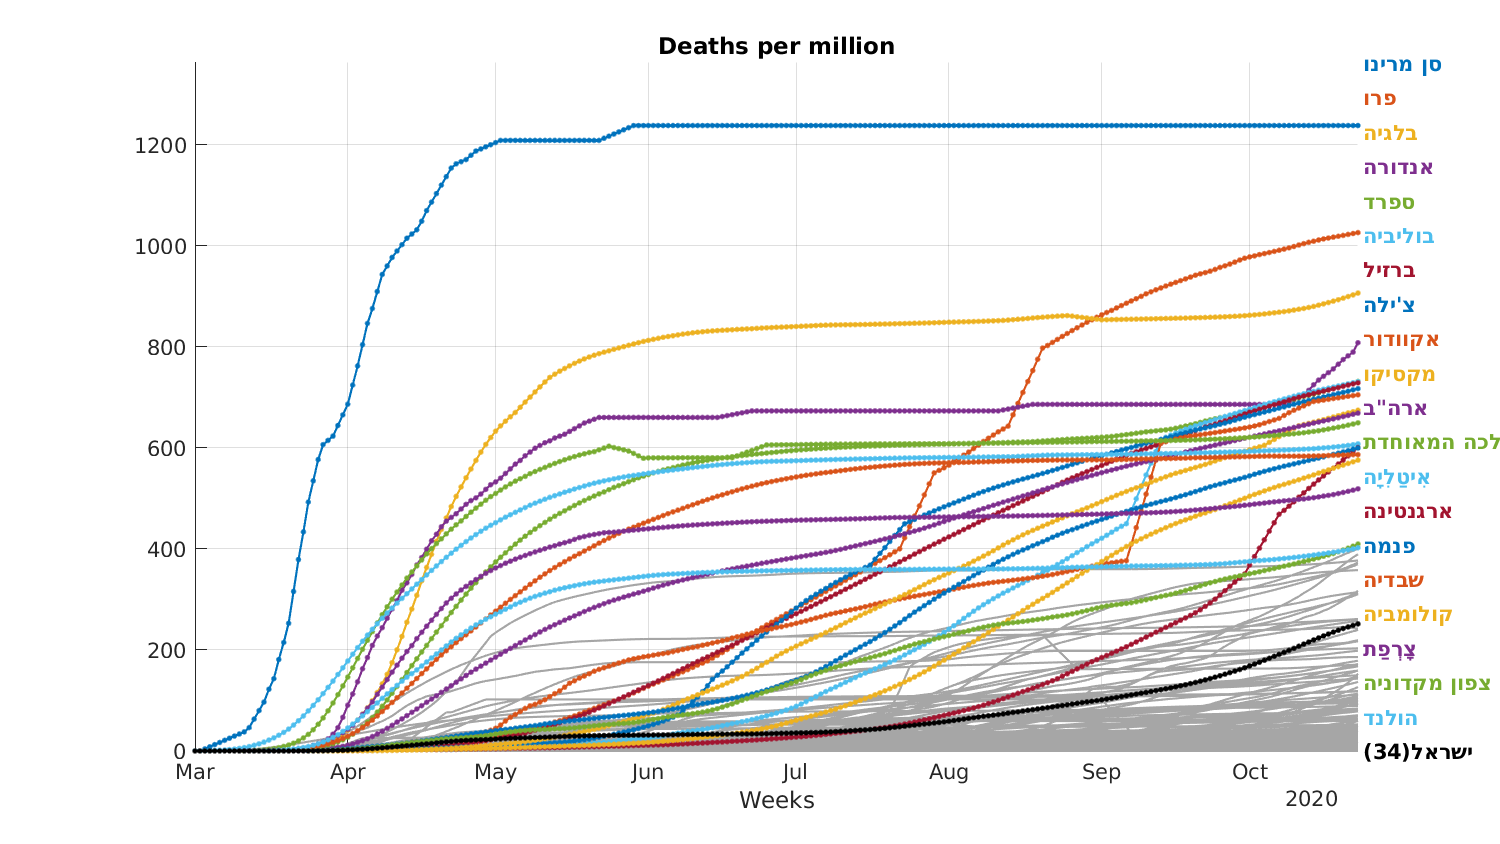 Deaths per million
1200
1000
800
600
400
200
0
Mar Apr May Jun Jul Aug Sep Oct
Weeks
2020
סן מרינו
פרו
בלגיה
אנדורה
ספרד
בוליביה
ברזיל
צ'ילה
אקוודור
מקסיקו
ארה"ב
לכה המאוחדת
אִיטַלְיָה
ארגנטינה
פנמה
שבדיה
קולומביה
צָרְפַת
צפון מקדוניה
הולנד
ישראל(34)